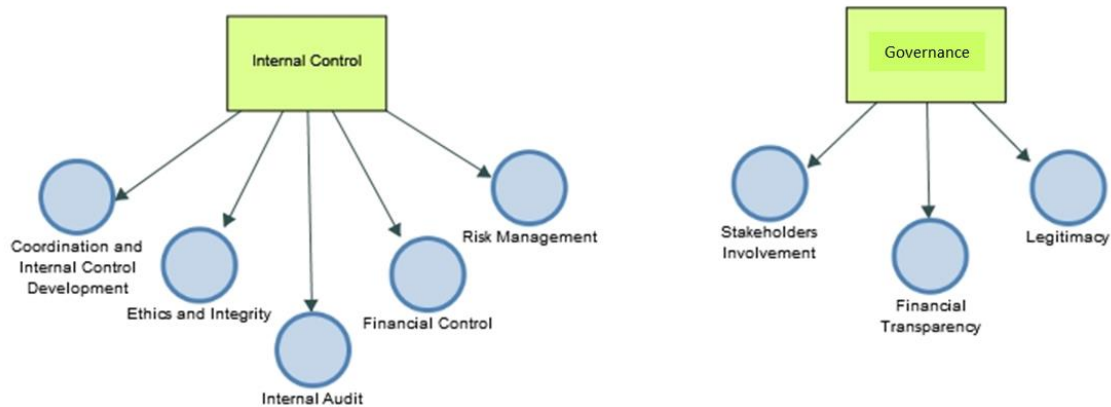 Internal Control
Governance
Coordination and
Internal Control
Development
Ethics and Integrity
Internal Audit
Financial Control
Risk Management
Stakeholders
Involvement
Financial
Transparency
Legitimacy